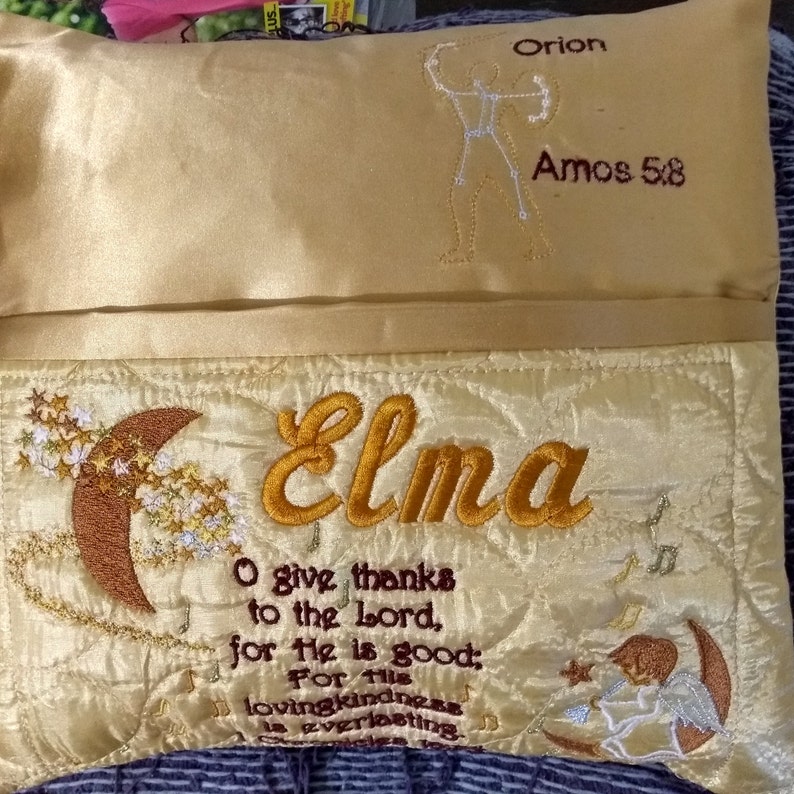 LUS...
Orion
Amos 5:8
Elma
O give thanks
to the Lord,
for He is good;
For His
lovingkindness
is everlasting.